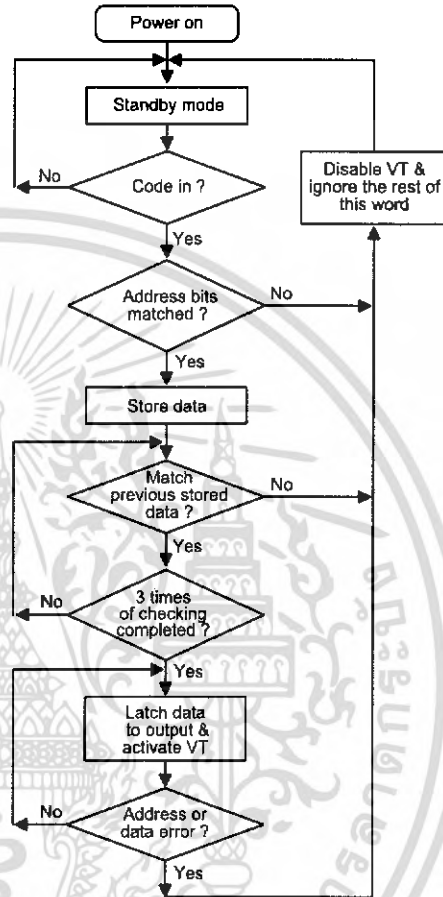 Power on
Standby mode
Code in ?
No
Yes
Disable VT &
ignore the rest of
this word
Address bits
matched ?
No
Yes
Store data
Match
previous stored
data ?
No
Yes
3 times
of checking
completed ?
No
Yes
Latch data
to output &
activate VT
Address or
data error ?
No
Yes